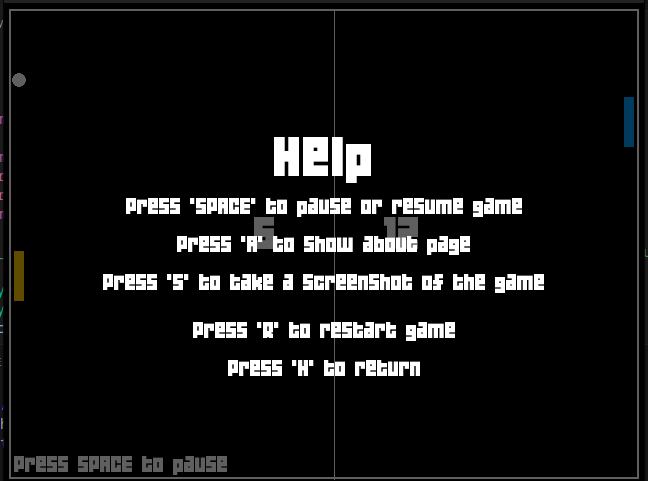 Help
Press 'SPACE' to pause or resume game
Press 'A' to show about page
Press 'S' to take a screenshot of the game
Press 'R' to restart game
Press 'H' to return
Press SPACE to pause